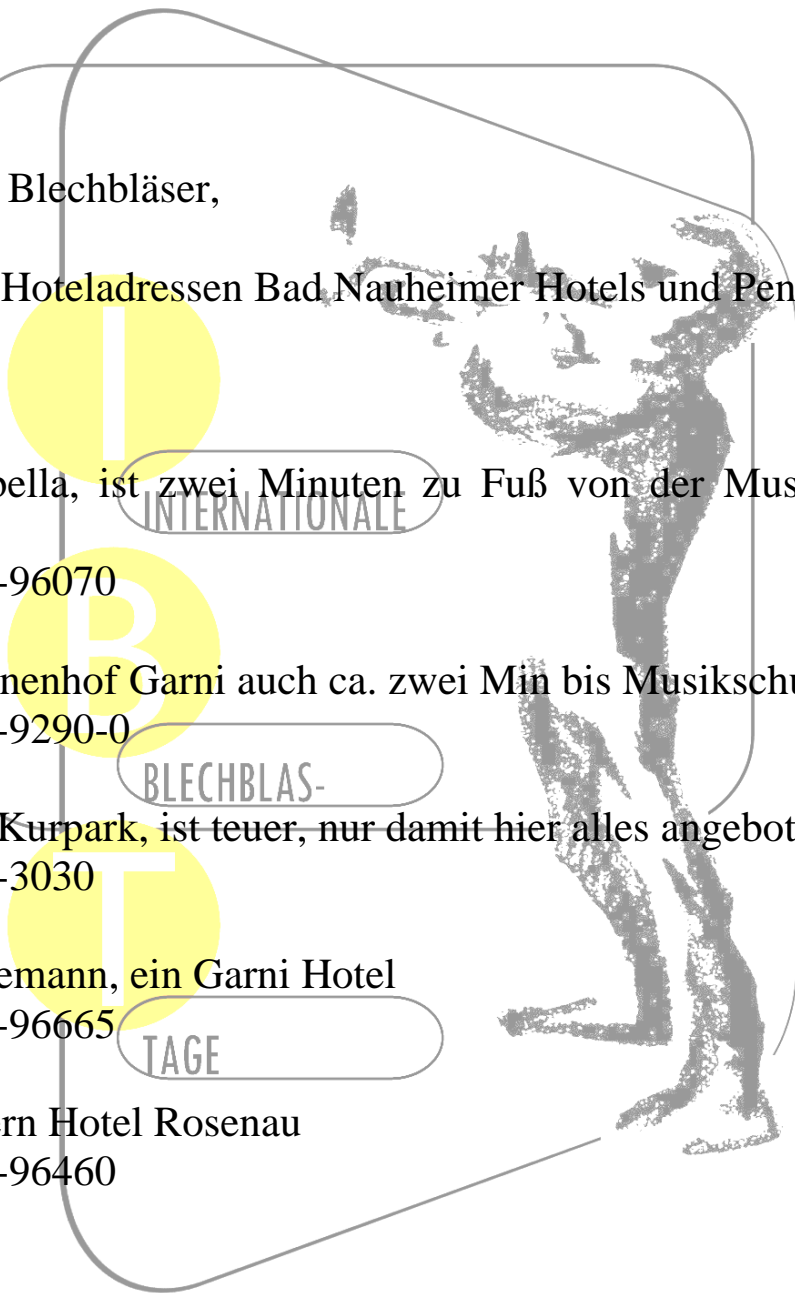 Blechbläser,
Hoteladressen Bad Nauheimer Hotels und Pen
I
bella, ist zwei Minuten zu Fuß von der Mus
INTERNATIONALE
-96070
B
nenhof Garni auch ca. zwei Min bis Musikschu
-9290-0
BLECHBLAS-
Kurpark, ist teuer, nur damit hier alles angebot
-3030
T
emann, ein Garni Hotel
-96665
TAGE
ern Hotel Rosenau
-96460